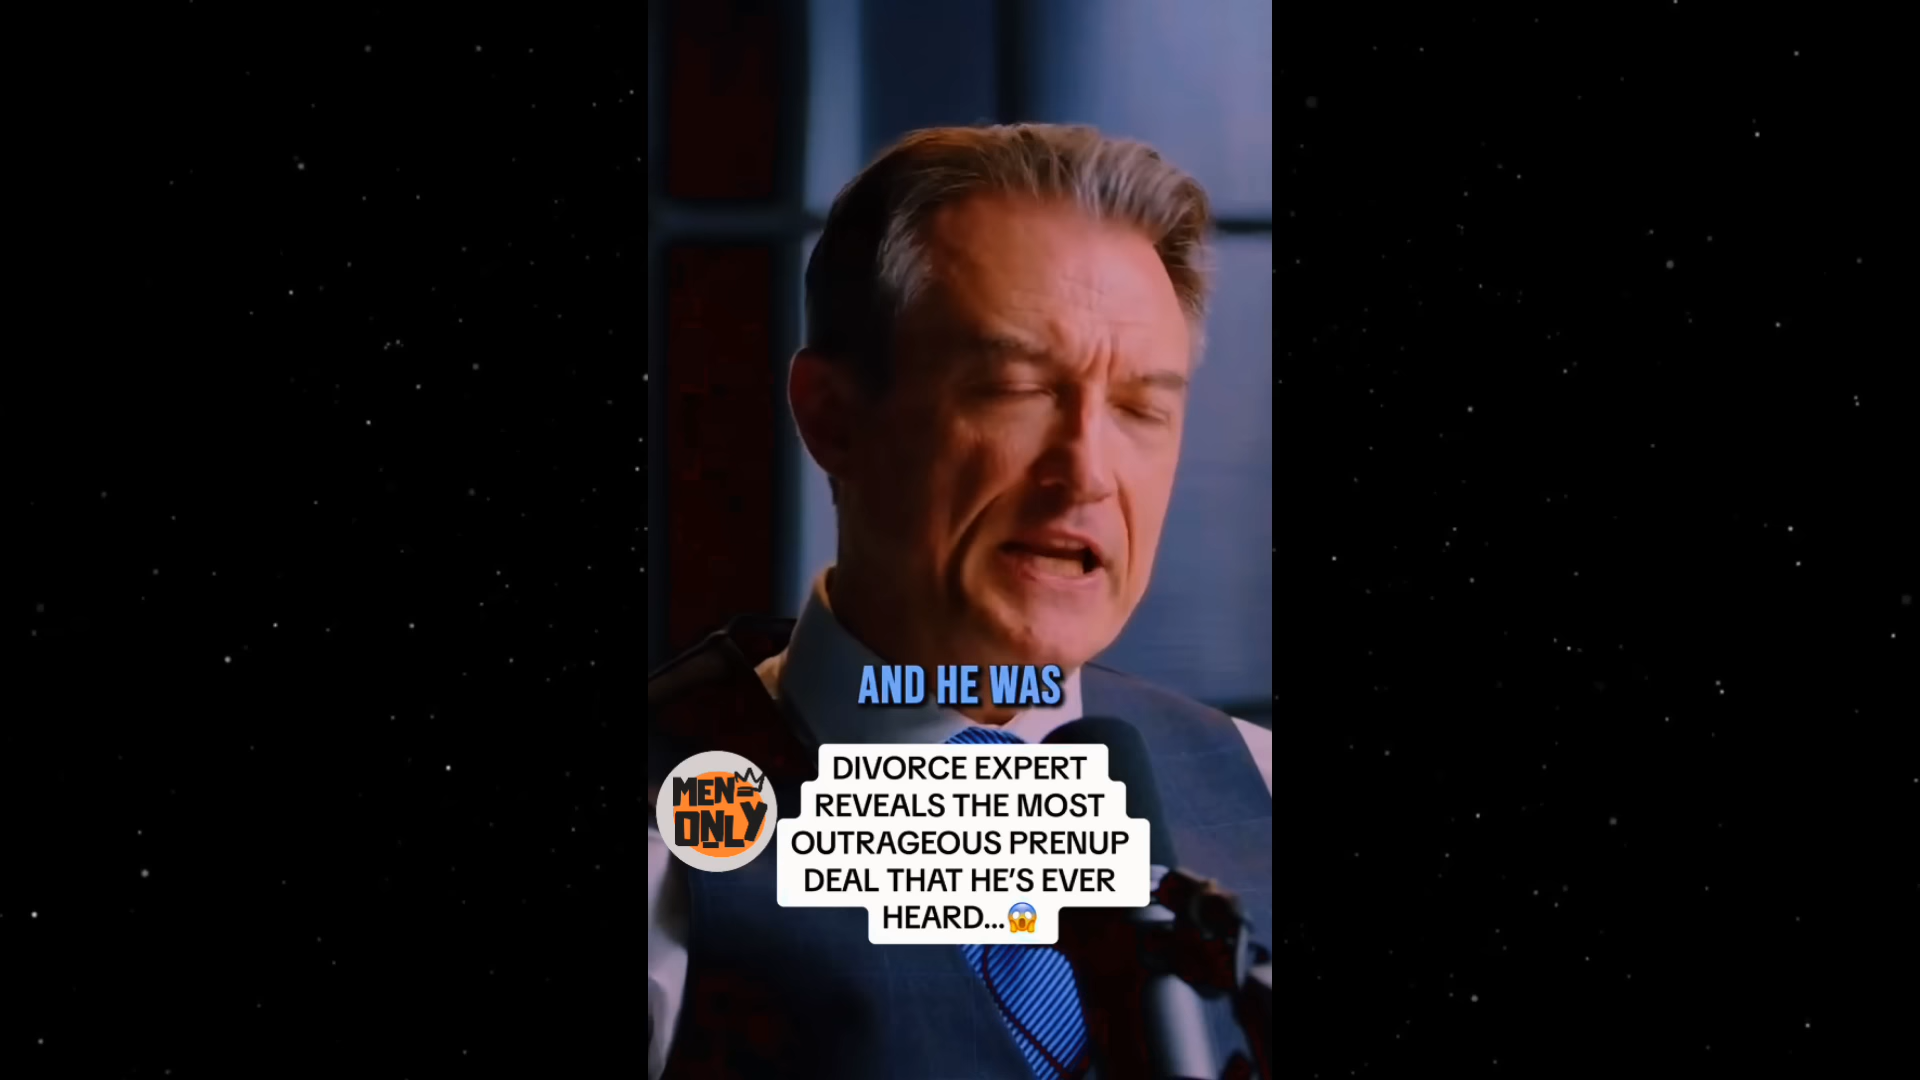 AND HE WAS
MEN-
ONLY
DIVORCE EXPERT
REVEALS THE MOST
OUTRAGEOUS PRENUP
DEAL THAT HE'S EVER
HEARD...😱